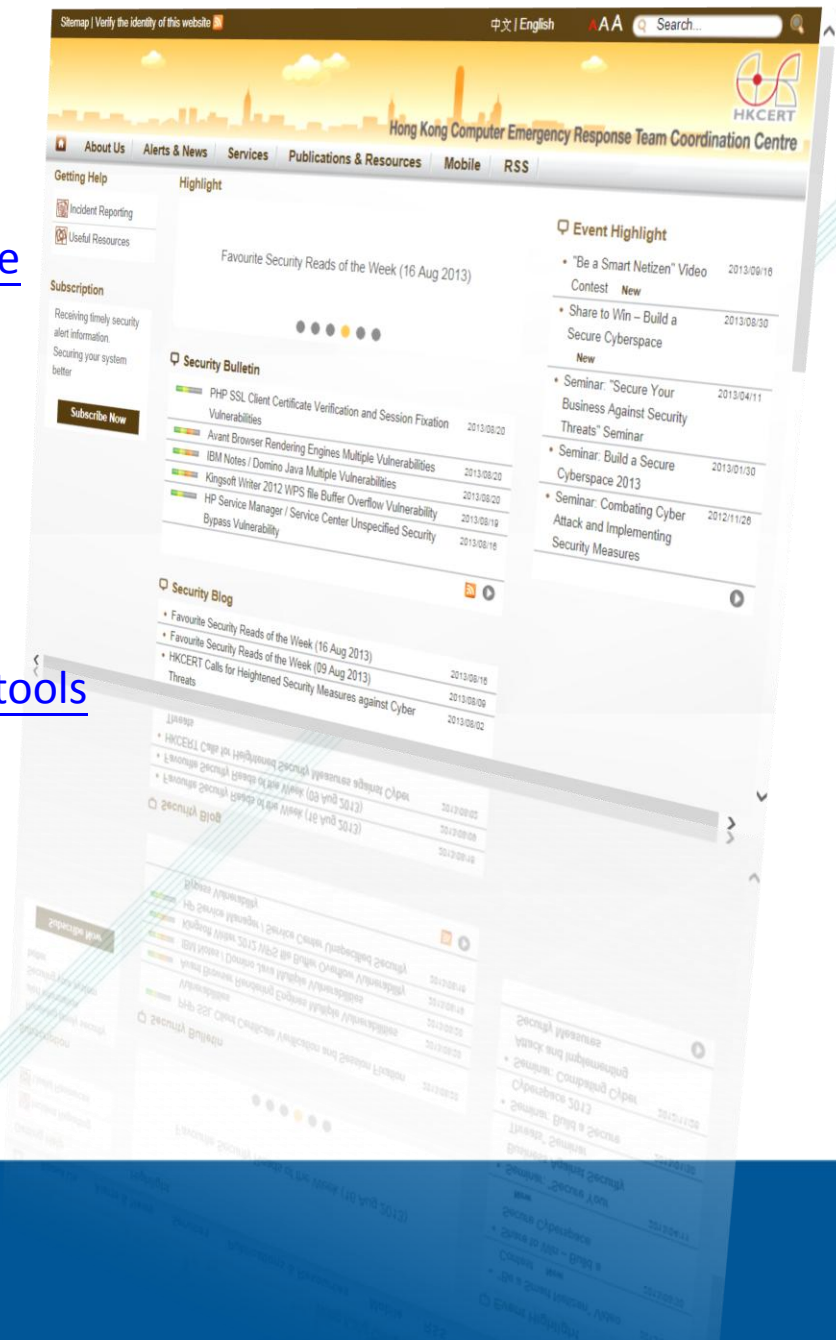 Sitemap | Verify the identity of this website
中文 | English
AAA
Search...
HKCERT
Hong Kong Computer Emergency Response Team Coordination Centre
About Us
Alerts & News
Services
Publications & Resources
Mobile
RSS
Getting Help
Incident Reporting
Useful Resources
e
Subscription
Receiving timely security
alert information.
Securing your system
better
Subscribe Now
tools
Highlight
Favourite Security Reads of the Week (16 Aug 2013)
Security Bulletin
PHP SSL Client Certificate Verification and Session Fixation 2013/08/20
Vulnerabilities
Avant Browser Rendering Engines Multiple Vulnerabilities 2013/08/20
IBM Notes / Domino Java Multiple Vulnerabilities 2013/08/20
Kingsoft Writer 2012 WPS file Buffer Overflow Vulnerability 2013/08/19
HP Service Manager / Service Center Unspecified Security 2013/08/16
Bypass Vulnerability
Security Blog
Favourite Security Reads of the Week (16 Aug 2013) 2013/08/16
Favourite Security Reads of the Week (09 Aug 2013) 2013/08/09
HKCERT Calls for Heightened Security Measures against Cyber 2013/08/02
Threats
Event Highlight
"Be a Smart Netizen" Video 2013/09/16
Contest New
Share to Win – Build a 2013/08/30
Secure Cyberspace
New
Seminar: "Secure Your 2013/04/11
Business Against Security
Threats" Seminar
Seminar: Build a Secure 2013/01/30
Cyberspace 2013
Seminar: Combating Cyber 2012/11/26
Attack and Implementing
Security Measures